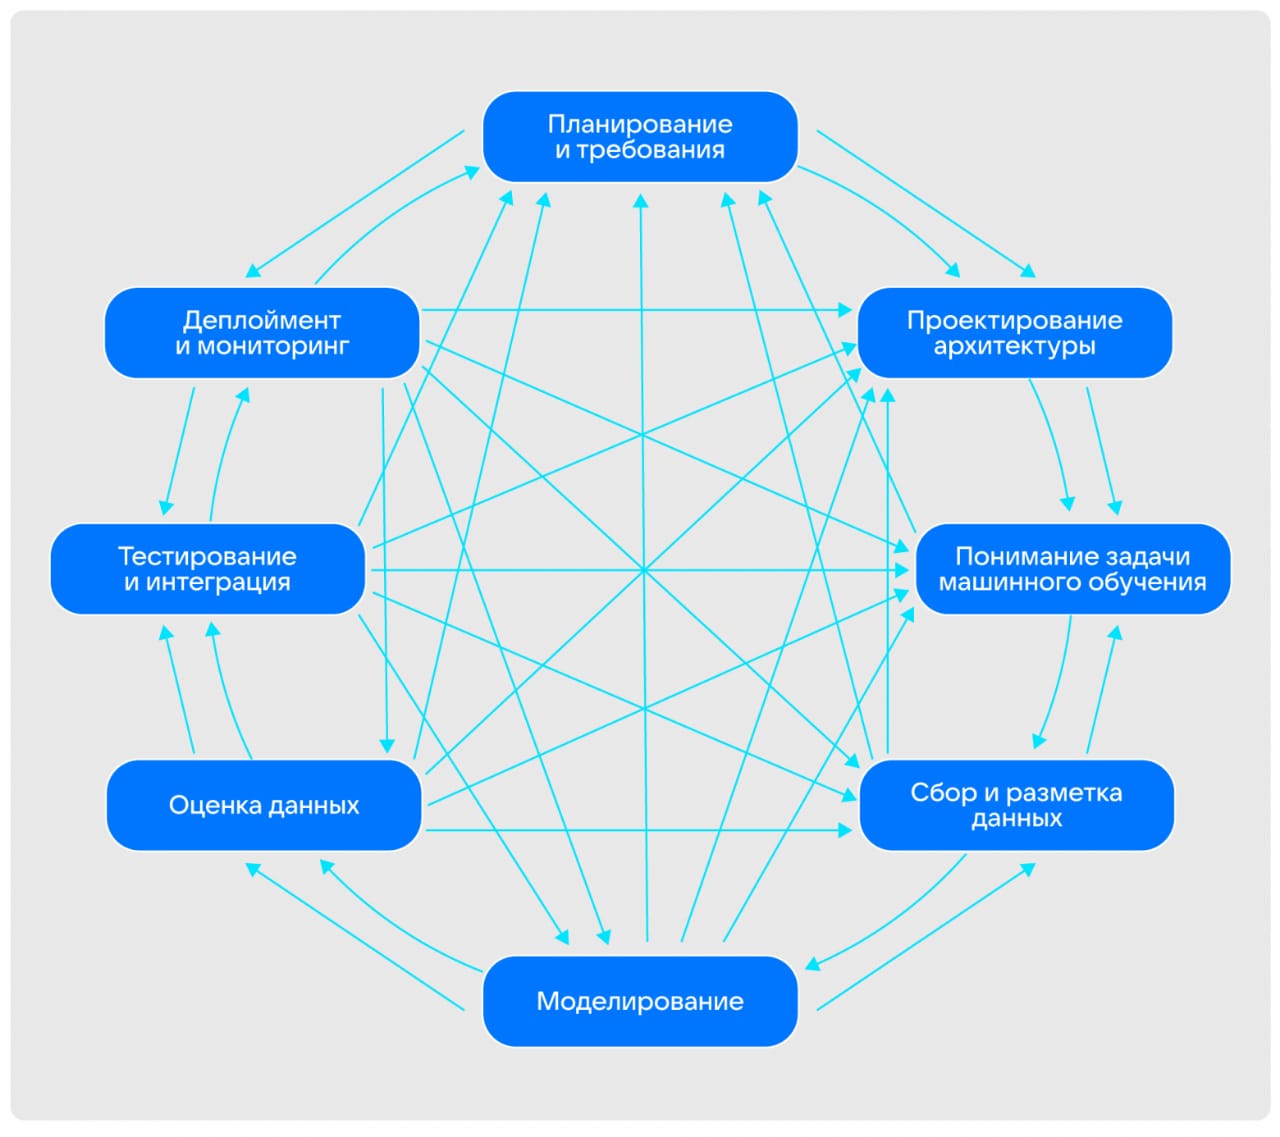 Планирование
и требования
Деплоймент
и мониторинг
Проектирование
архитектуры
Тестирование
и интеграция
Понимание задачи
машинного обучения
Оценка данных
Сбор и разметка
данных
Моделирование